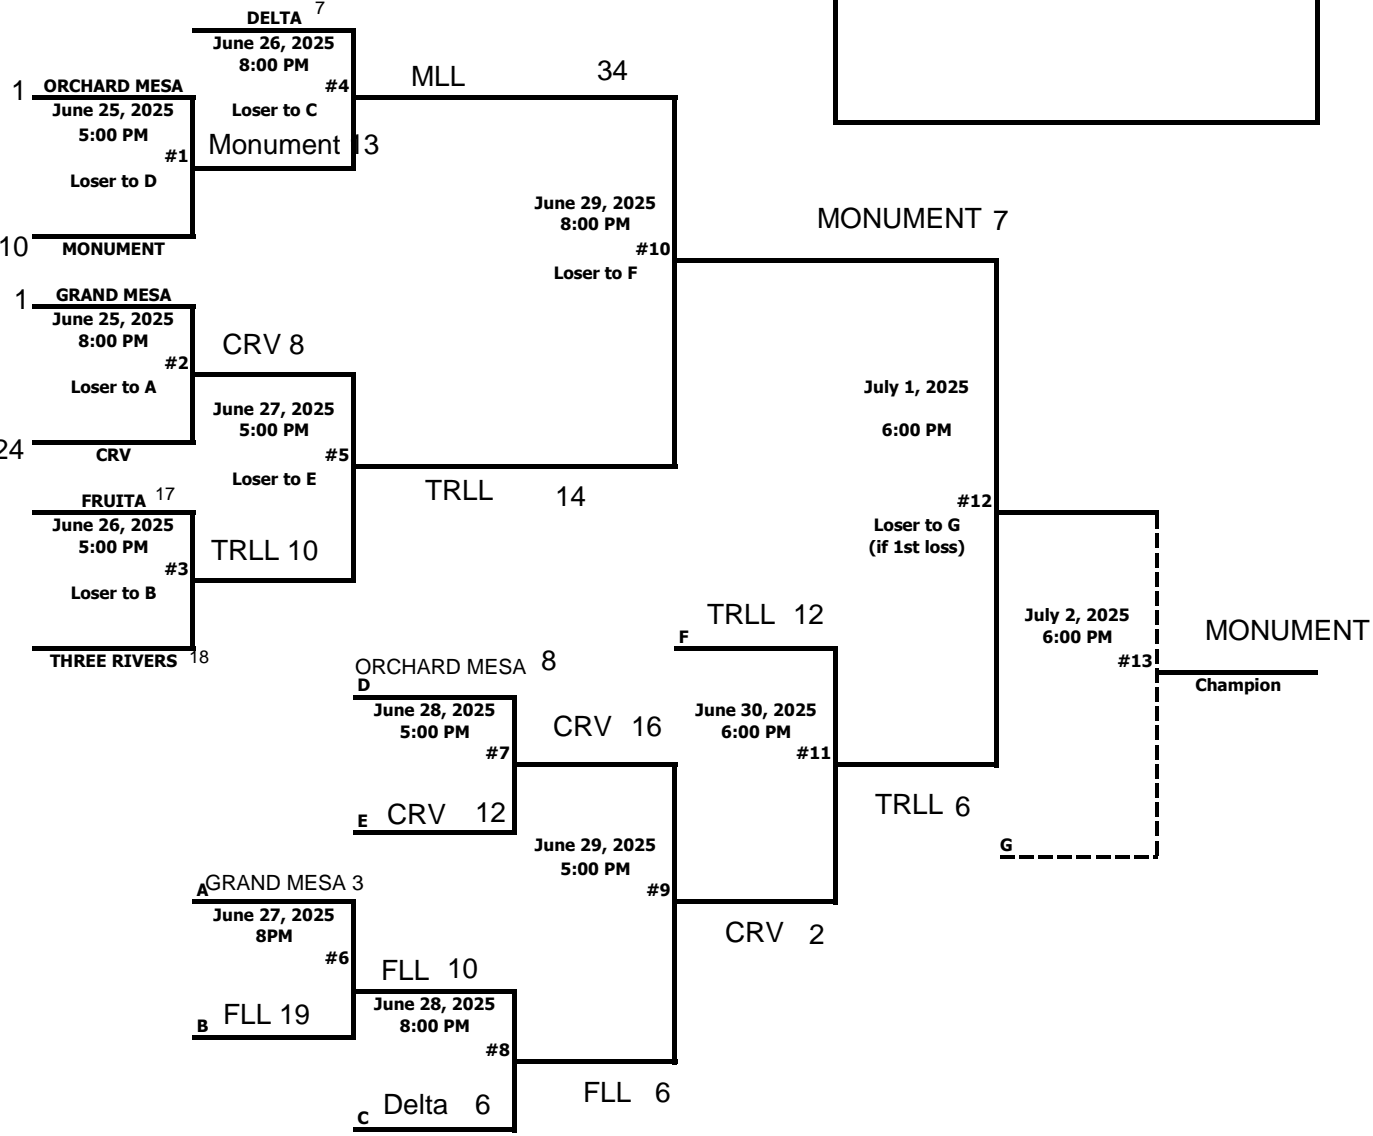 DELTA 7
June 26, 2025
8:00 PM
#4
Loser to C
MLL 34
1 ORCHARD MESA
June 25, 2025
5:00 PM
#1
Loser to D
Monument 13
10 MONUMENT
June 29, 2025
8:00 PM
#10
Loser to F
MONUMENT 7
1 GRAND MESA
June 25, 2025
8:00 PM
#2
Loser to A
CRV 8
24 CRV
June 27, 2025
5:00 PM
#5
Loser to E
July 1, 2025
6:00 PM
#12
Loser to G
(if 1st loss)
TRLL 14
FRUITA 17
June 26, 2025
5:00 PM
#3
Loser to B
TRLL 10
THREE RIVERS 18
TRLL 12
F
July 2, 2025
6:00 PM
#13
MONUMENT
Champion
ORCHARD MESA 8
D
June 28, 2025
5:00 PM
#7
CRV 16
June 30, 2025
6:00 PM
#11
E CRV 12
TRLL 6
G
June 29, 2025
5:00 PM
#9
A GRAND MESA 3
June 27, 2025
8PM
#6
CRV 2
FLL 10
B FLL 19
June 28, 2025
8:00 PM
#8
FLL 6
C Delta 6